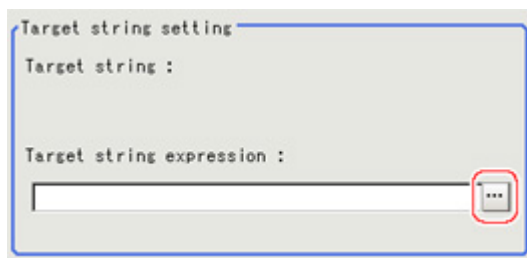 Target string setting
Target string :
Target string expression :
...